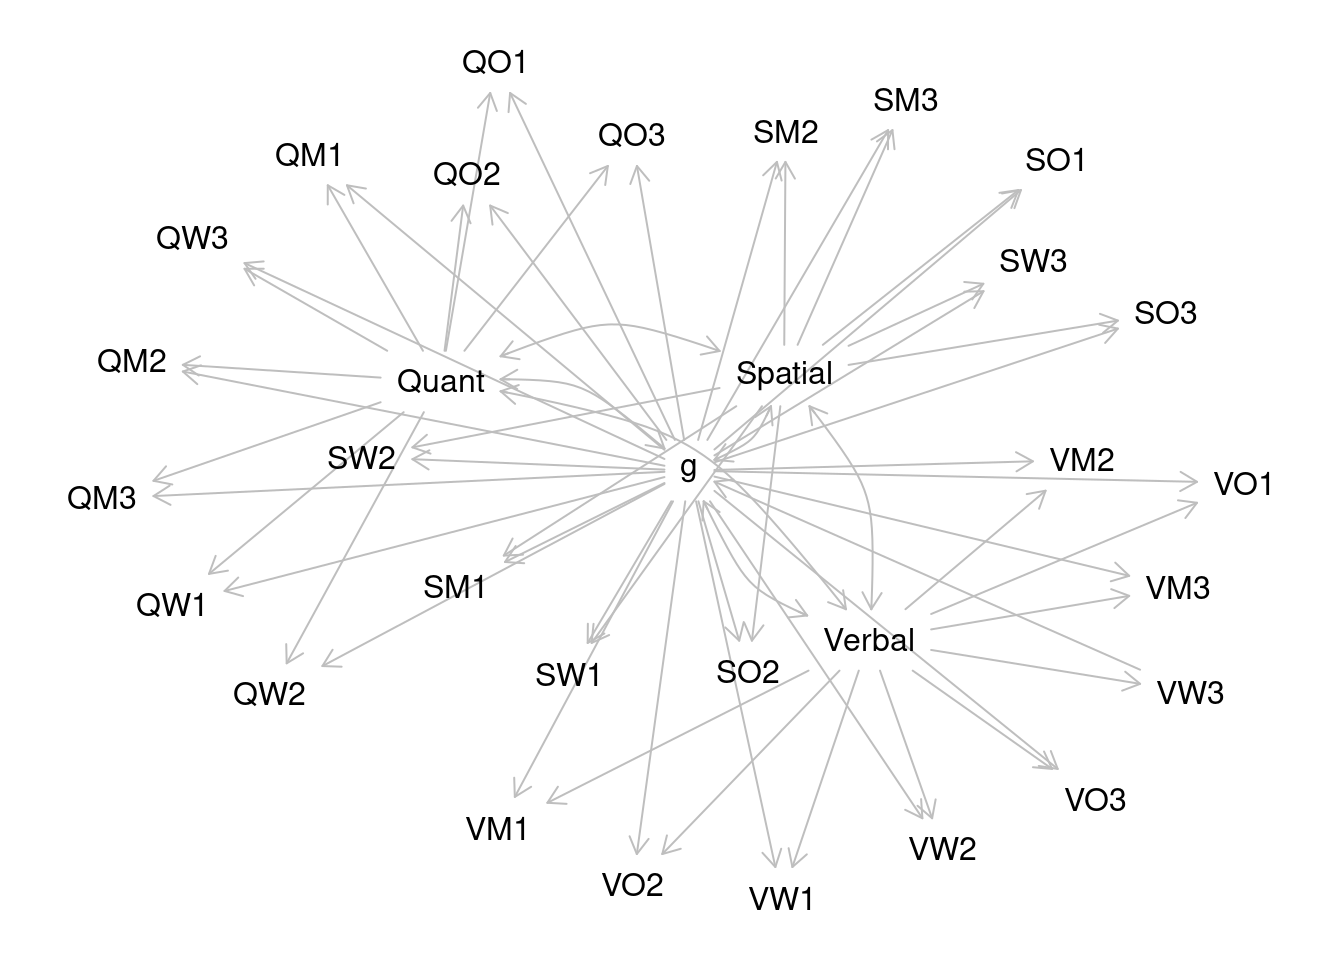 QO1
SM3
SM2
QO3
QM1
SO1
QO2
QW3
SW3
SO3
QM2
Spatial
Quant
SW2
VM2
g
VO1
QM3
SM1
VM3
QW1
Verbal
SO2
SW1
QW2
VW3
VO3
VM1
VW2
VO2
VW1